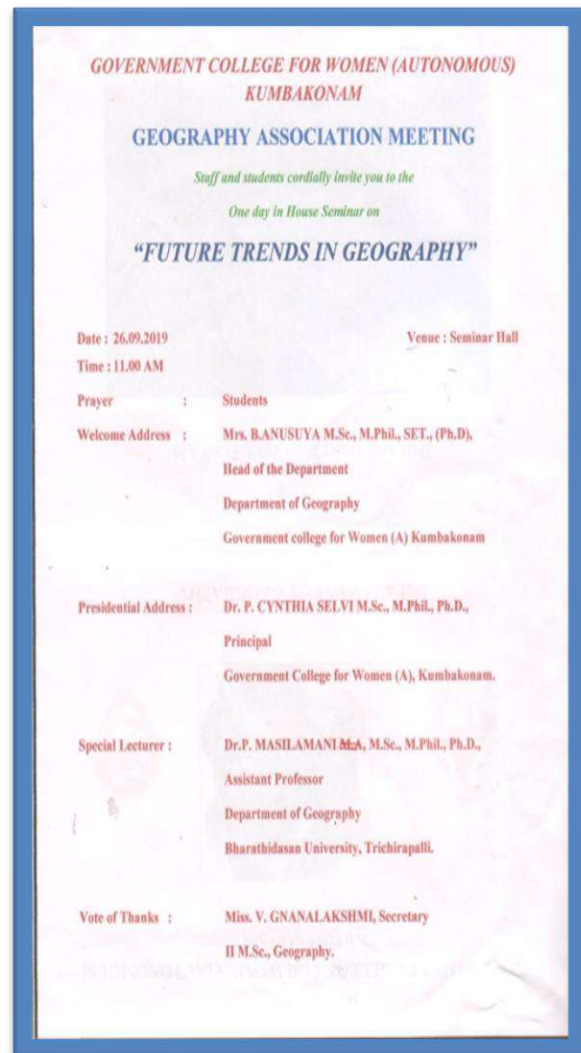 GOVERNMENT COLLEGE FOR WOMEN (AUTONOMOUS)
KUMBAKONAM
GEOGRAPHY ASSOCIATION MEETING
Staff and students cordially invite you to the
One day in House Seminar on
“FUTURE TRENDS IN GEOGRAPHY”
Date : 26.09.2019 Venue : Seminar Hall
Time : 11.00 AM
Prayer : Students
Welcome Address : Mrs. B.ANUSUYA M.Sc., M.Phil., SET., (Ph.D),
Head of the Department
Department of Geography
Government college for Women (A) Kumbakonam
Presidential Address : Dr. P. CYNTHIA SELVI M.Sc., M.Phil., Ph.D.,
Principal
Government College for Women (A), Kumbakonam.
Special Lecturer : Dr.P. MASILAMANI M.A, M.Sc., M.Phil., Ph.D.,
Assistant Professor
Department of Geography
Bharathidasan University, Trichirapalli.
Vote of Thanks : Miss. V. GNANALAKSHMI, Secretary
II M.Sc., Geography.